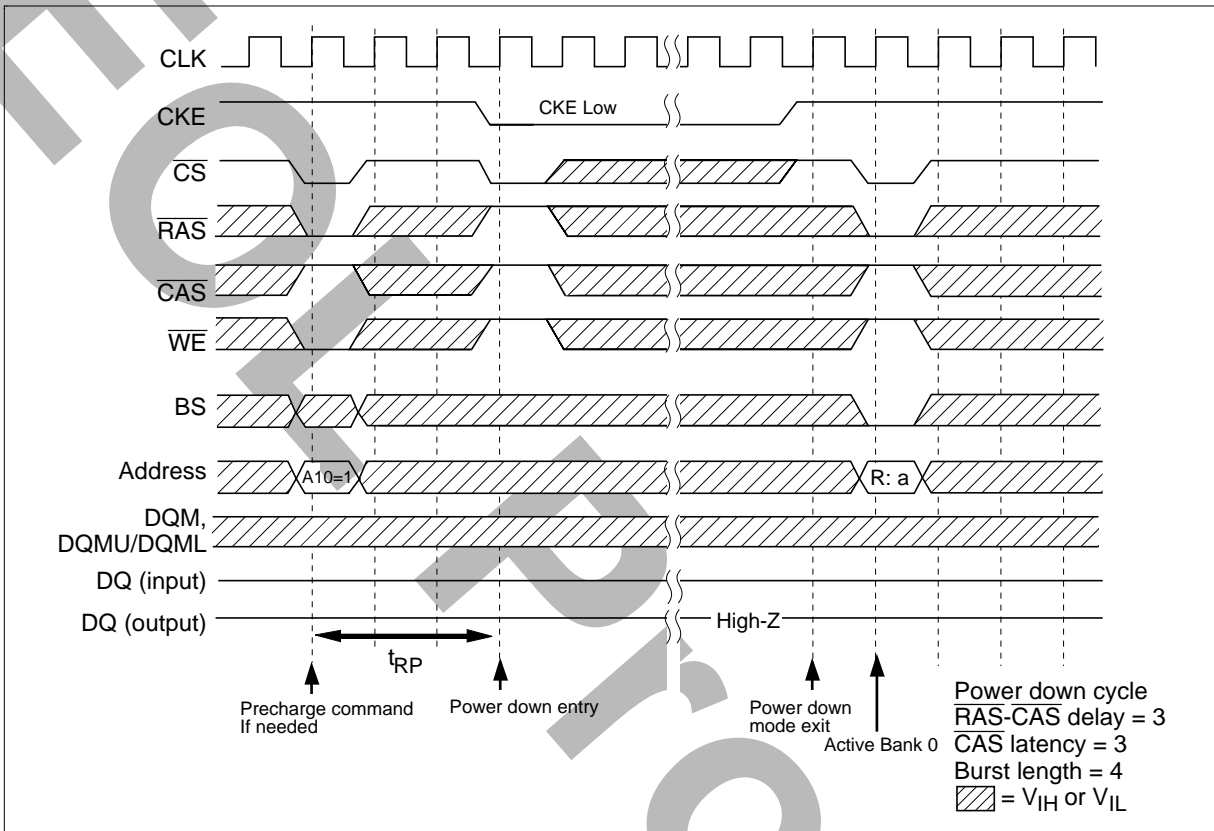 CLK
CKE
CKE Low
CS
RAS
CAS
WE
BS
Address
A10=1
R: a
DQM,
DQMU/DQML
DQ (input)
DQ (output)
High-Z
tRP
Precharge command
If needed
Power down entry
Power down
mode exit
Active Bank 0
Power down cycle
RAS-CAS delay = 3
CAS latency = 3
Burst length = 4
= VIH or VIL
EOL Pro